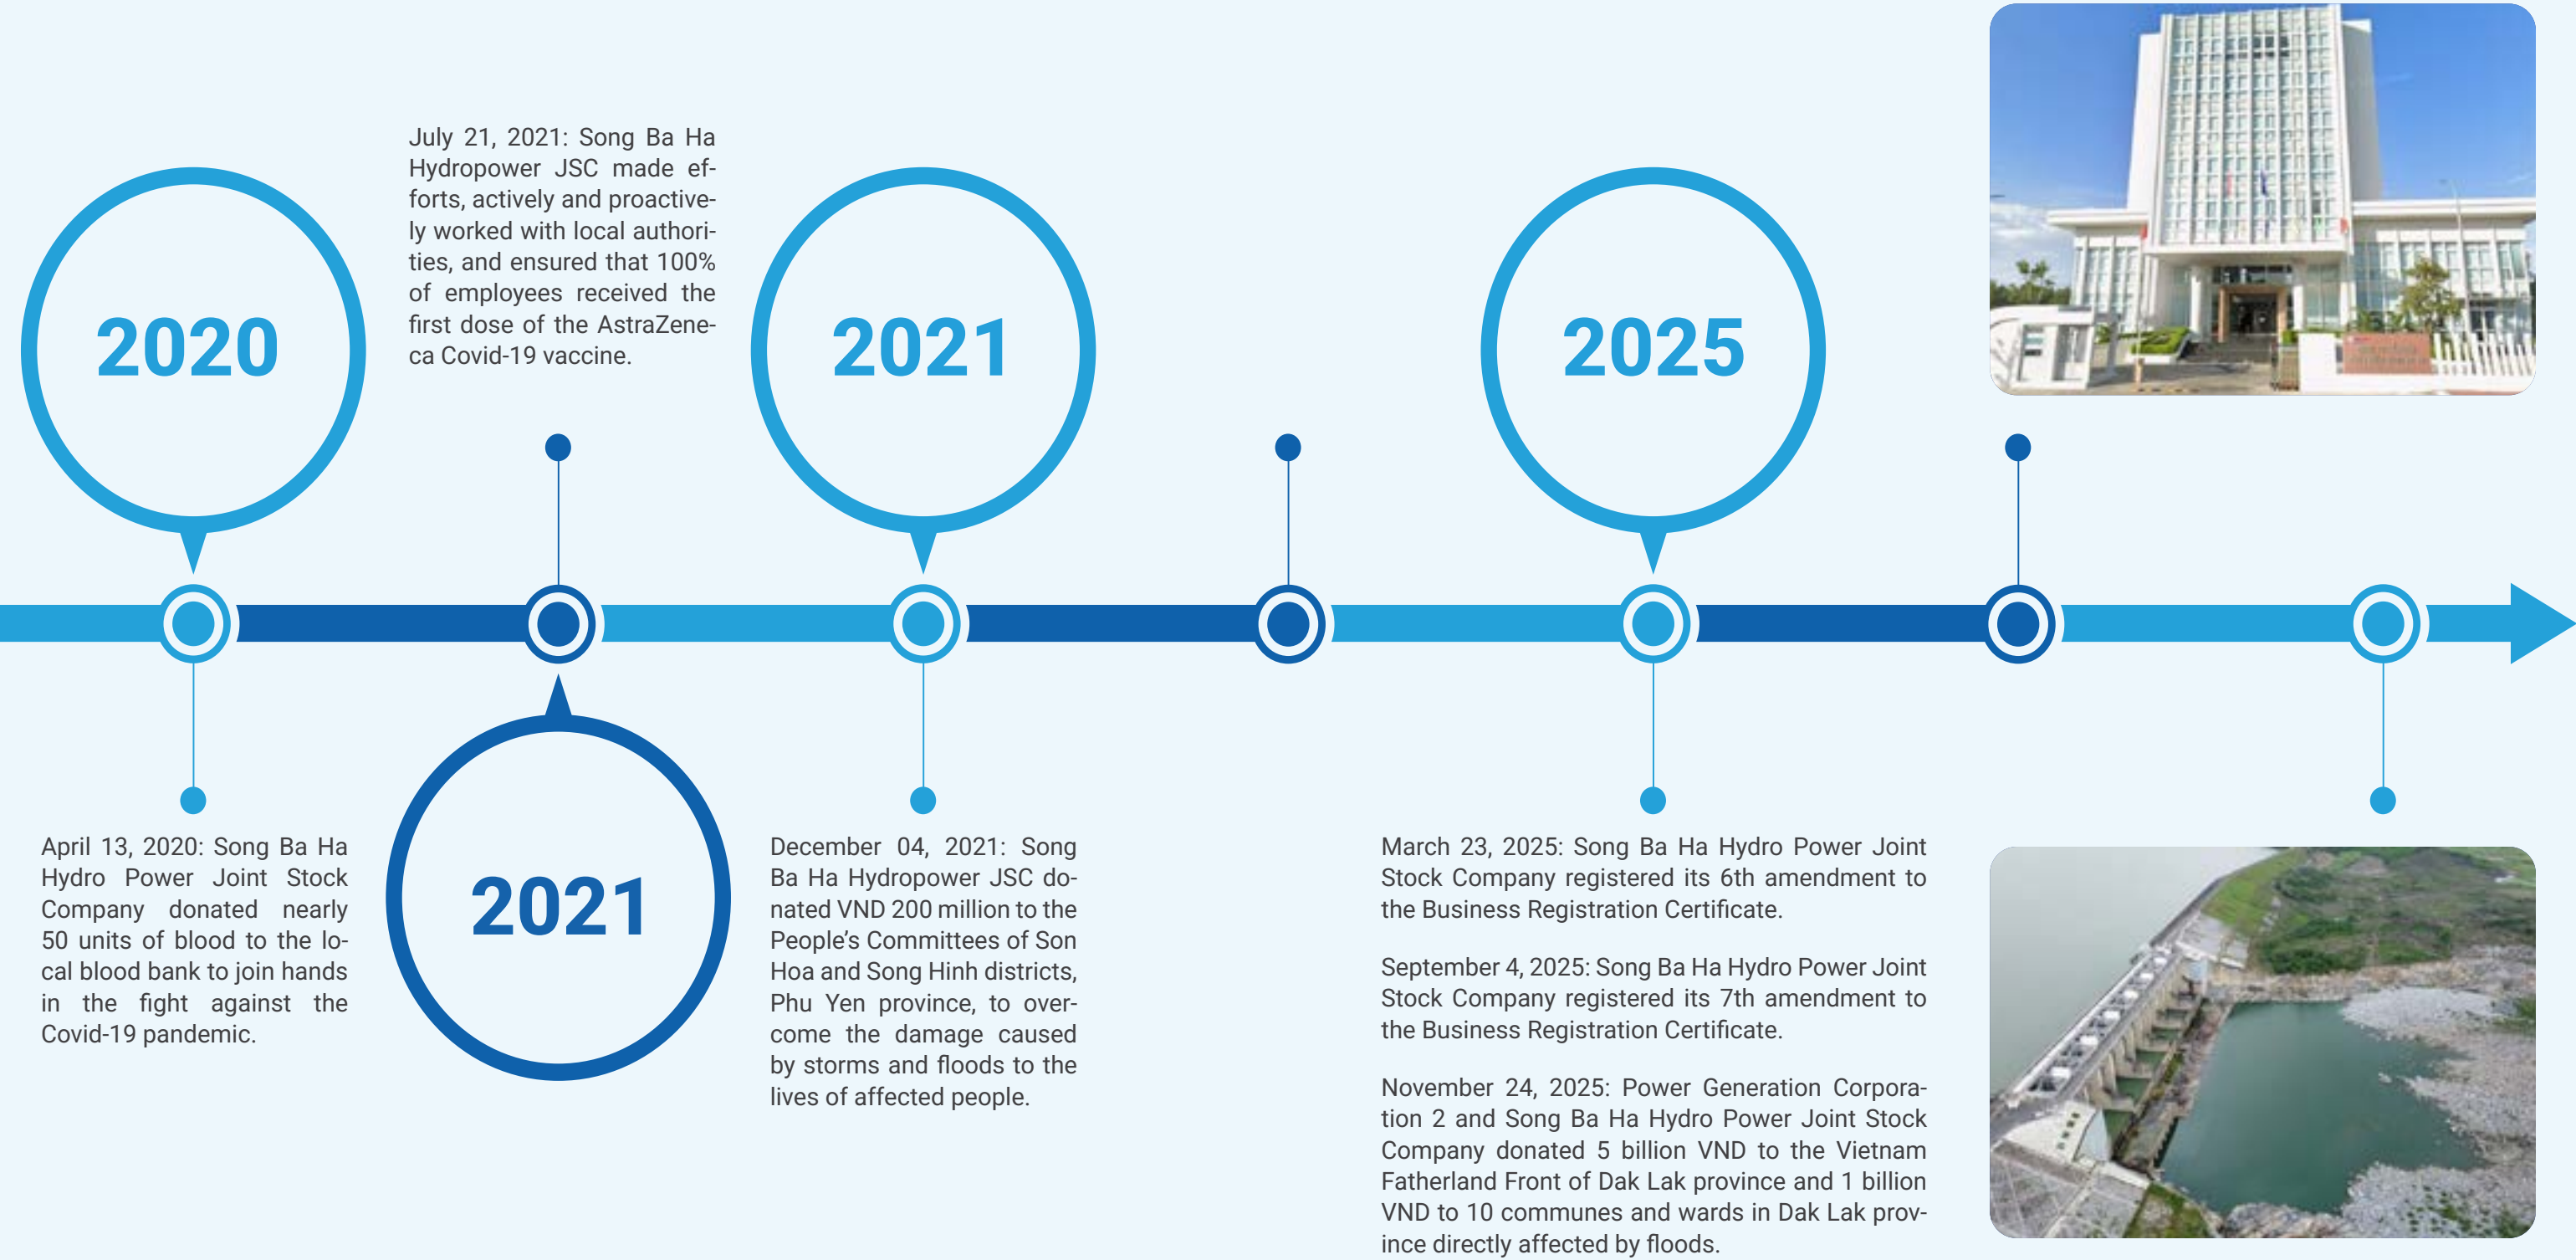 2020
April 13, 2020: Song Ba Ha
Hydro Power Joint Stock
Company donated nearly
50 units of blood to the lo-
cal blood bank to join hands
in the fight against the
Covid-19 pandemic.
July 21, 2021: Song Ba Ha
Hydropower JSC made ef-
forts, actively and proactive-
ly worked with local authori-
ties, and ensured that 100%
of employees received the
first dose of the AstraZene-
ca Covid-19 vaccine.
2021
2021
December 04, 2021: Song
Ba Ha Hydropower JSC do-
nated VND 200 million to the
People’s Committees of Son
Hoa and Song Hinh districts,
Phu Yen province, to over-
come the damage caused
by storms and floods to the
lives of affected people.
2025
March 23, 2025: Song Ba Ha Hydro Power Joint
Stock Company registered its 6th amendment to
the Business Registration Certificate.
September 4, 2025: Song Ba Ha Hydro Power Joint
Stock Company registered its 7th amendment to
the Business Registration Certificate.
November 24, 2025: Power Generation Corpora-
tion 2 and Song Ba Ha Hydro Power Joint Stock
Company donated 5 billion VND to the Vietnam
Fatherland Front of Dak Lak province and 1 billion
VND to 10 communes and wards in Dak Lak prov-
ince directly affected by floods.